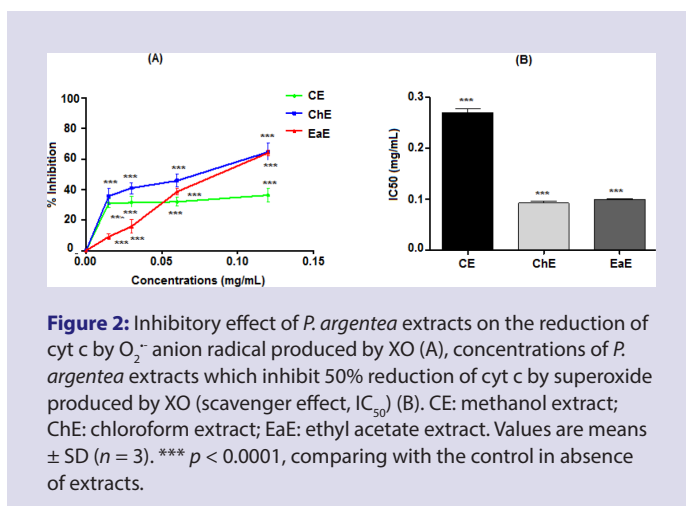 (A)
100
80
60
40
20
0
% Inhibition
0.00
0.05
0.10
0.15
Concentrations (mg/mL)
CE
ChE
EaE
***
***
***
***
***
***
***
***
***
***
***
***
(B)
0.3
0.2
0.1
0.0
IC50 (mg/mL)
***
***
***
CE
ChE
EaE
Figure 2: Inhibitory effect of P. argentea extracts on the reduction of
cyt c by O₂·⁻ anion radical produced by XO (A), concentrations of P.
argentea extracts which inhibit 50% reduction of cyt c by superoxide
produced by XO (scavenger effect, IC₅₀) (B). CE: methanol extract;
ChE: chloroform extract; EaE: ethyl acetate extract. Values are means
± SD (n = 3). *** p < 0.0001, comparing with the control in absence
of extracts.